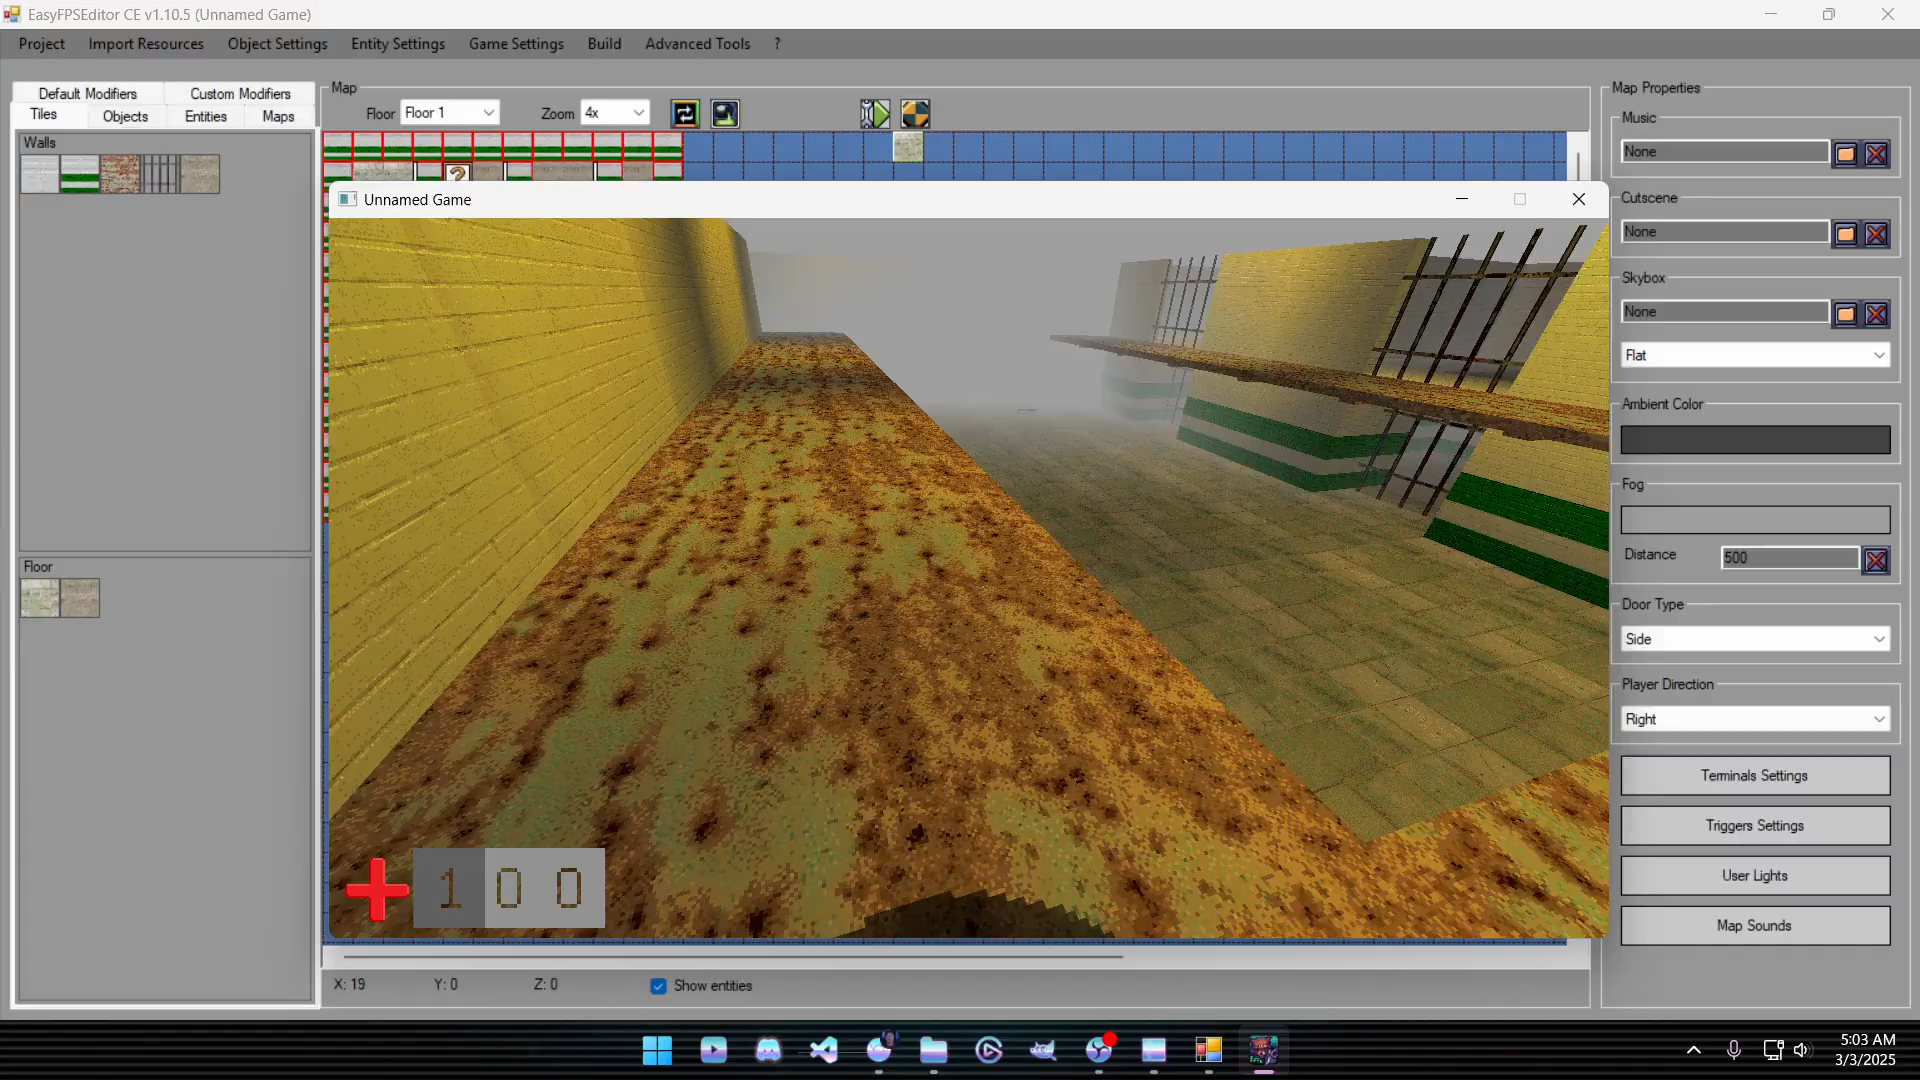 EasyFPSEditor CE v1.10.5 (Unnamed Game)
Project Import Resources Object Settings Entity Settings Game Settings Build Advanced Tools ?
Default Modifiers Custom Modifiers
Tiles Objects Entities Maps
Walls
Floor
Map
Floor Floor 1 Zoom 4x
?
Unnamed Game
100
X: 19 Y: 0 Z: 0 Show entities
Map Properties
Music
None
Cutscene
None
Skybox
None
Flat
Ambient Color
Fog
Distance 500
Door Type
Side
Player Direction
Right
Terminals Settings
Triggers Settings
User Lights
Map Sounds
5:03 AM
3/3/2025